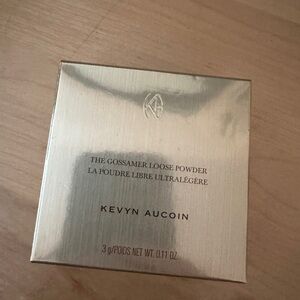 THE GOSSAMER LOOSE POWDER
LA POUDRE LIBRE ULTRALÉGÈRE
KEVYN AUCOIN
3 g/POIDS NET WT. 0.11 OZ.